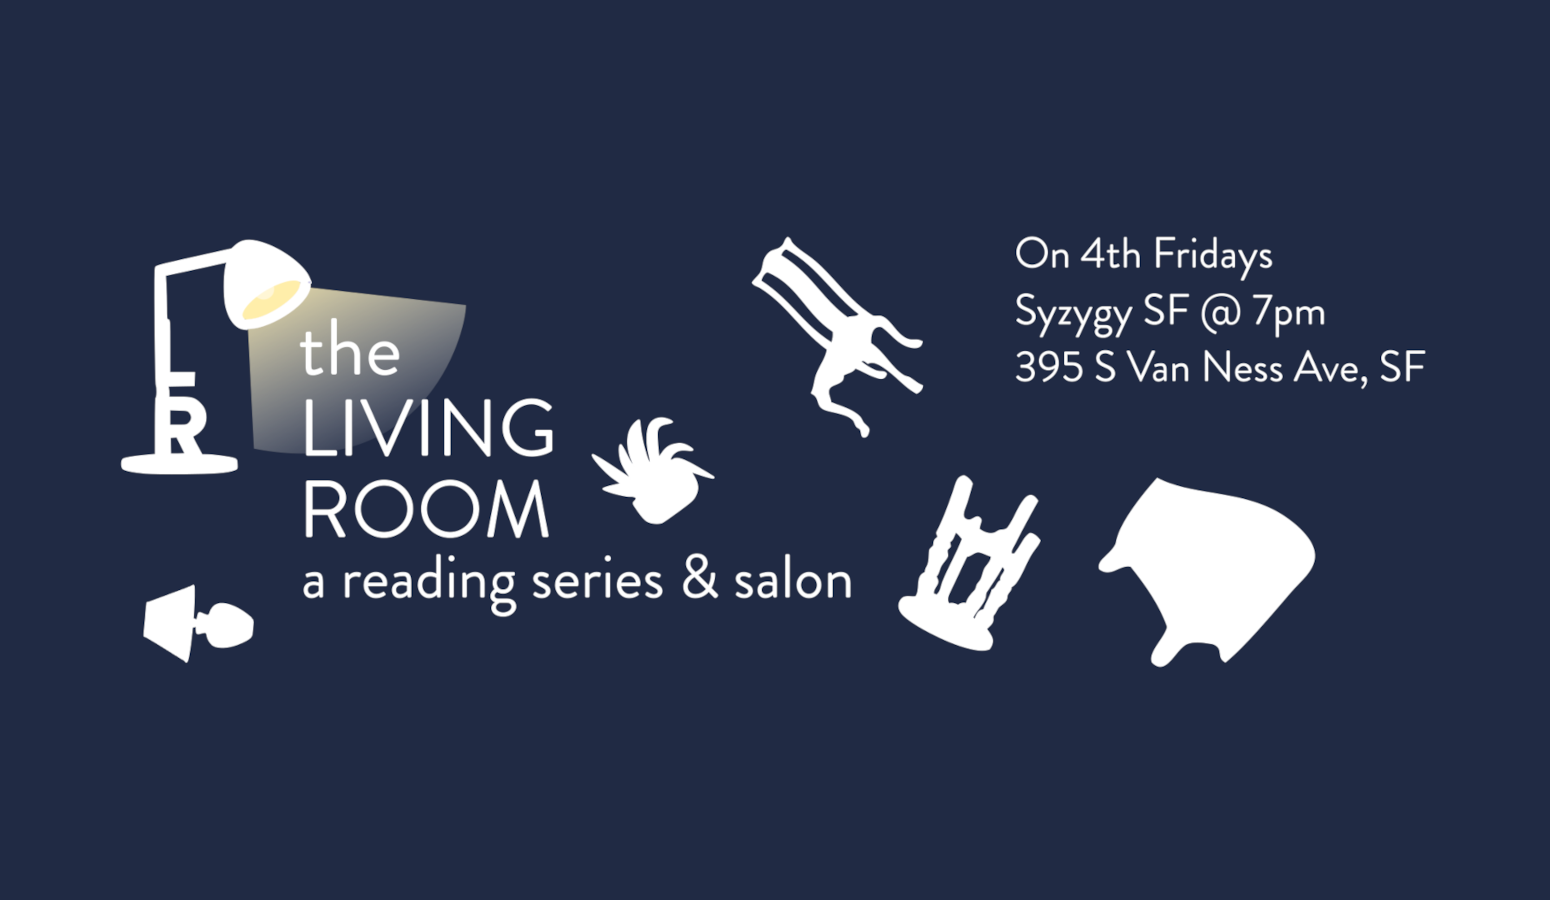 LR
the
LIVING
ROOM
a reading series & salon
On 4th Fridays
Syzygy SF @ 7pm
395 S Van Ness Ave, SF